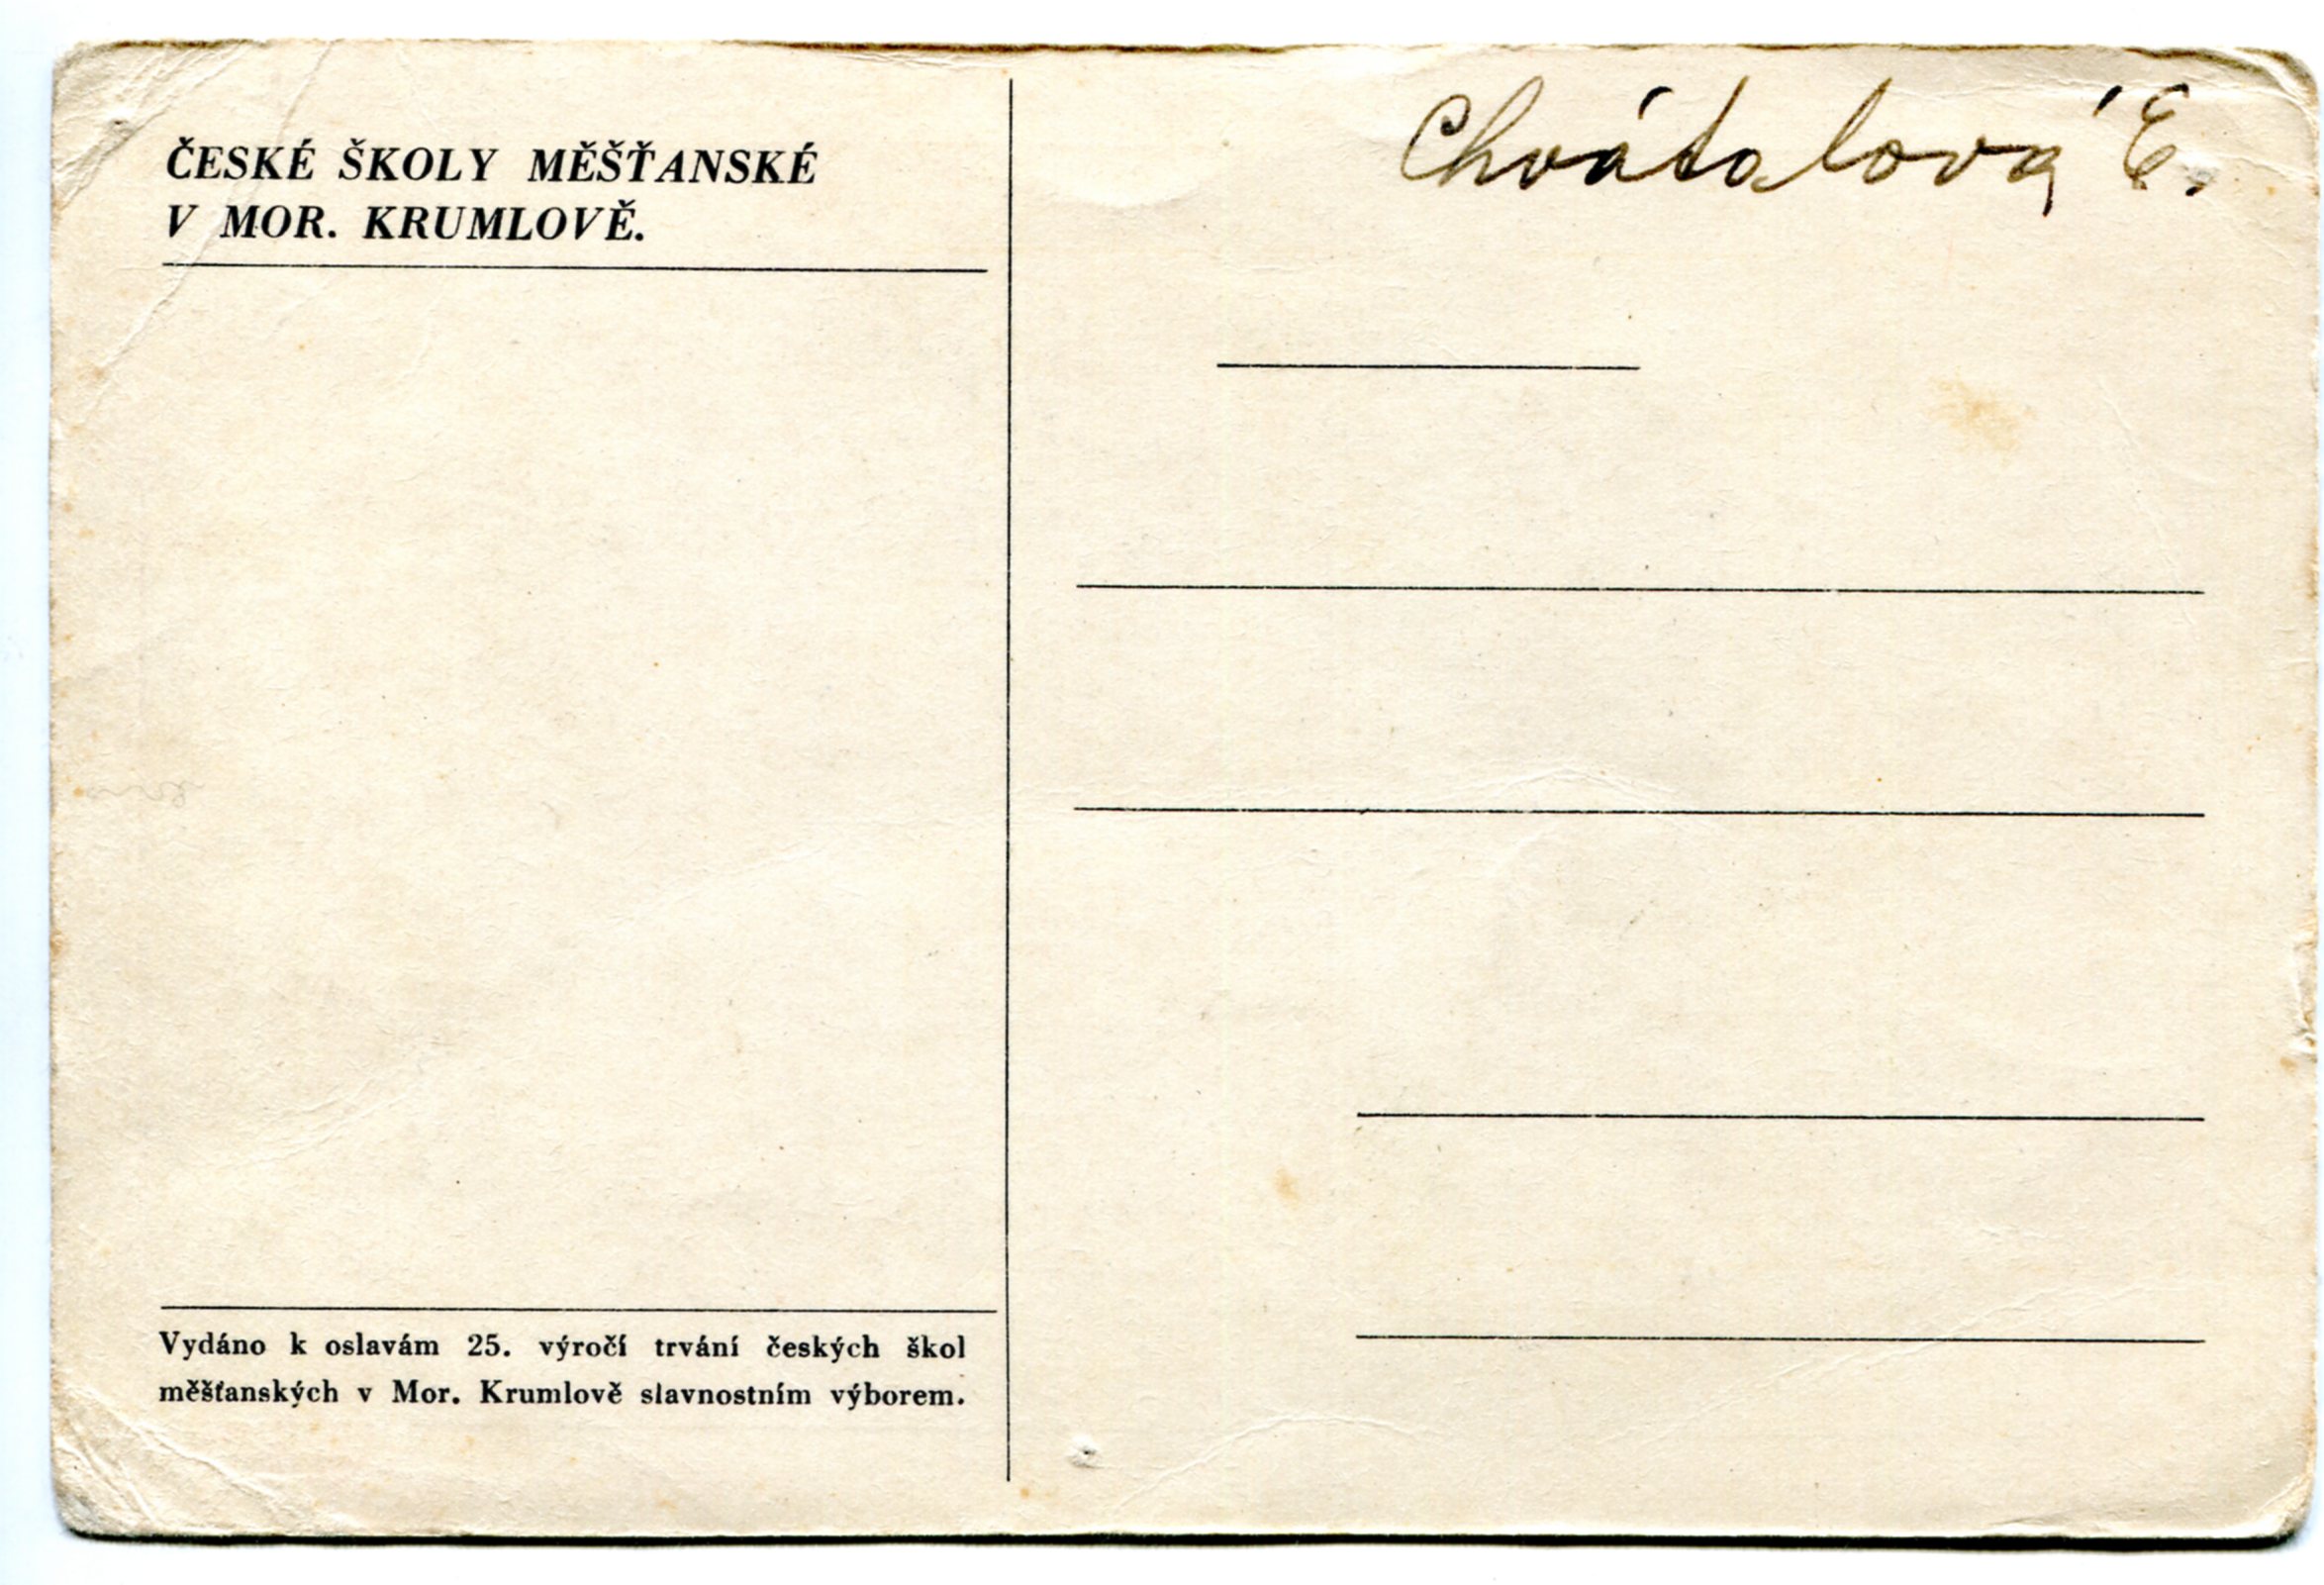 ČESKÉ ŠKOLY MĚŠŤANSKÉ
V MOR. KRUMLOVĚ.
Vydáno k oslavám 25. výročí trvání českých škol
měšťanských v Mor. Krumlově slavnostním výborem.
Chvátalová E.